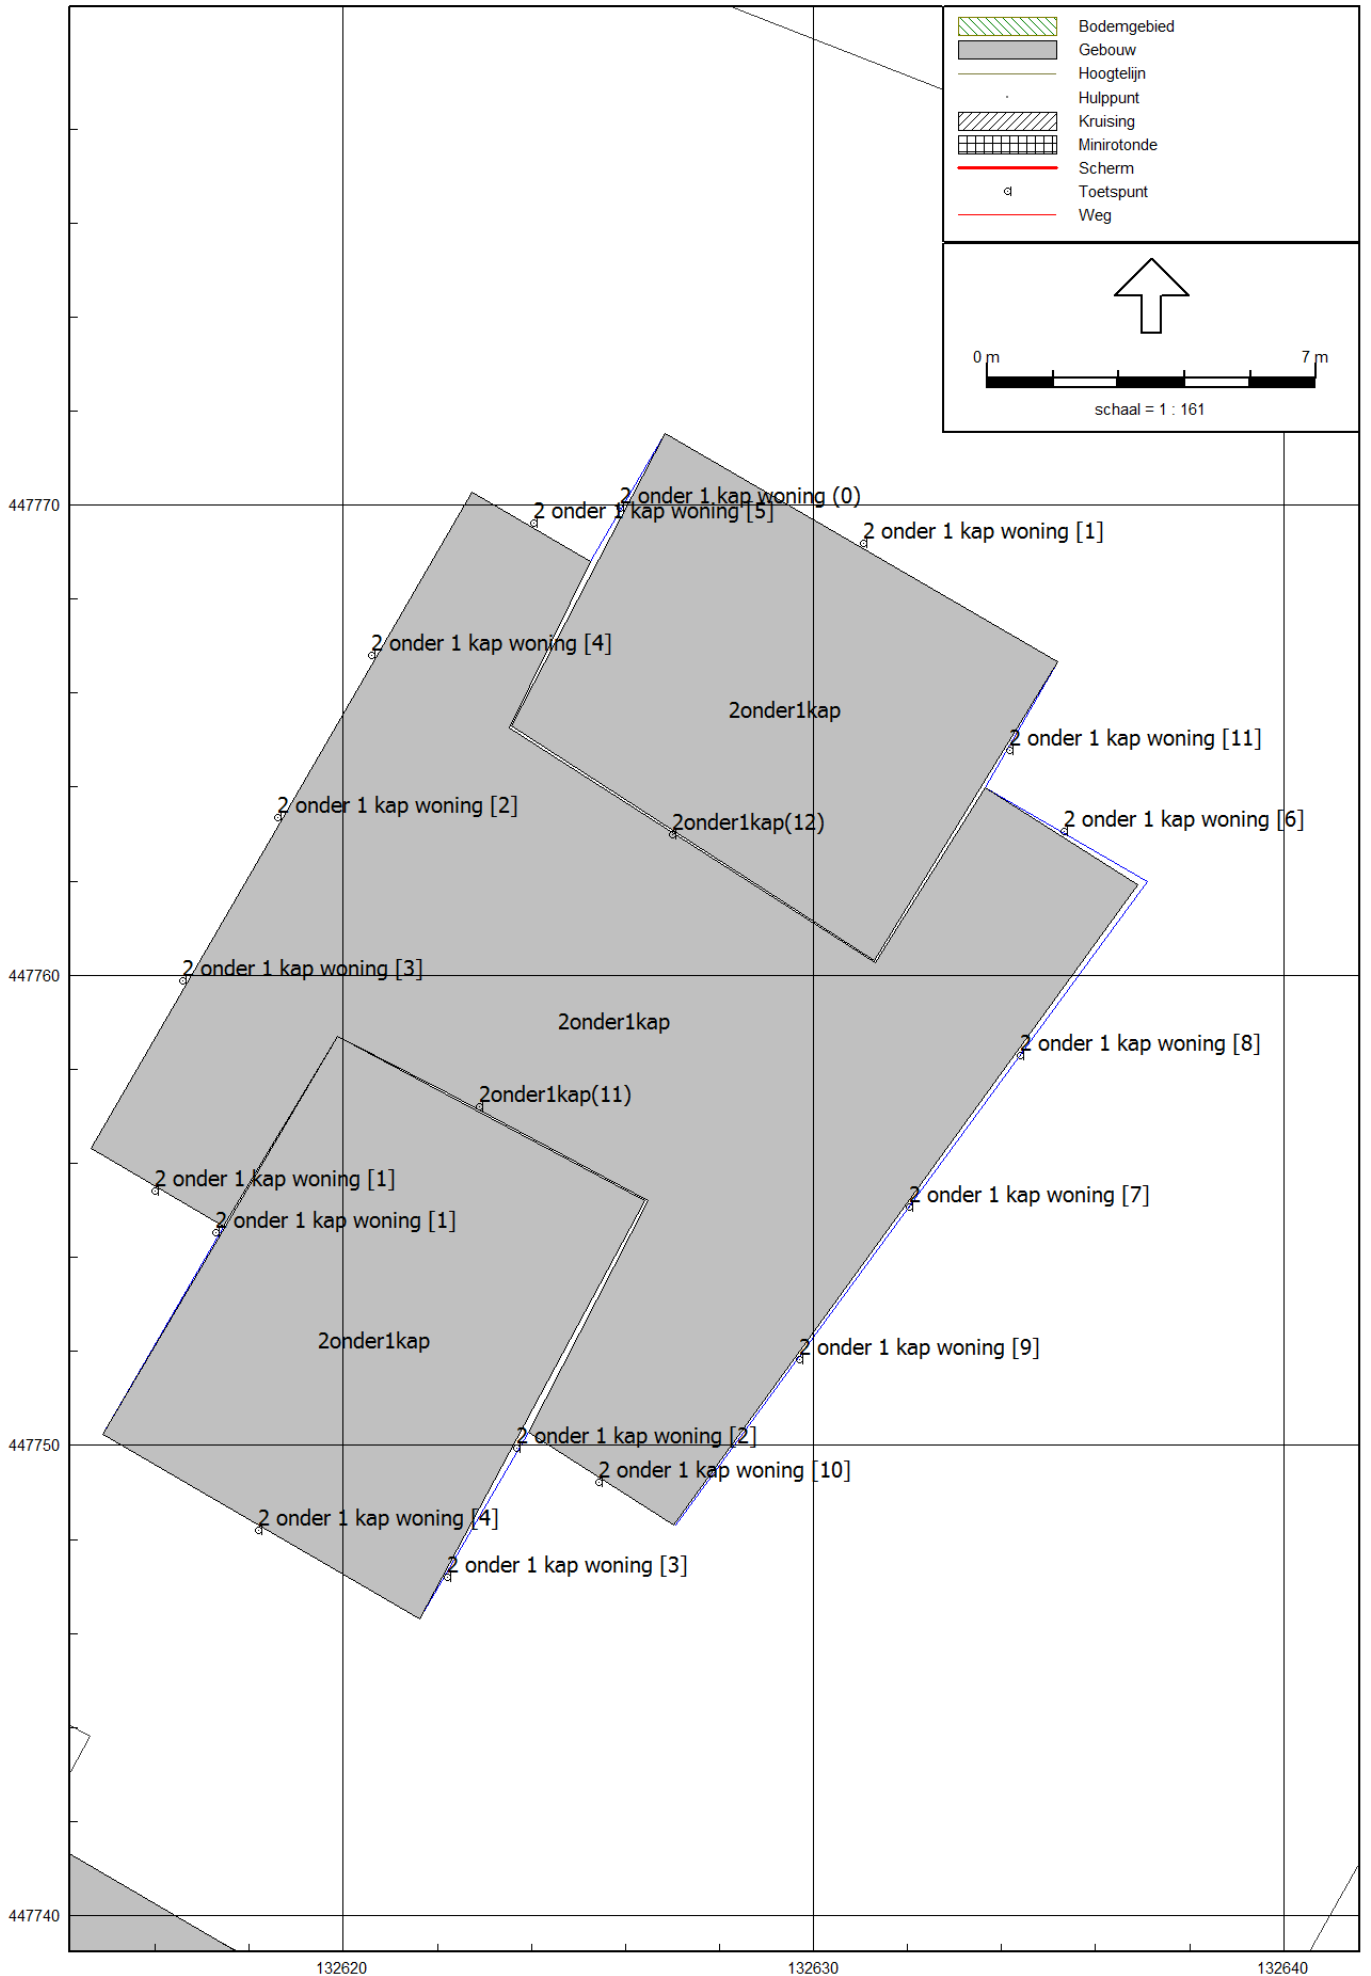 Bodemgebied
Gebouw
Hoogtelijn
Hulppunt
Kruising
Minirotonde
Scherm
Toetspunt
Weg
0 m 7 m
schaal = 1 : 161
447770
2 onder 1 kap woning (0)
2 onder 1 kap woning [5]
2 onder 1 kap woning [1]
2 onder 1 kap woning [4]
2onder1kap
2 onder 1 kap woning [11]
2 onder 1 kap woning [2]
2onder1kap(12)
2 onder 1 kap woning [6]
2 onder 1 kap woning [3]
447760
2onder1kap
2 onder 1 kap woning [8]
2onder1kap(11)
2 onder 1 kap woning [1]
2 onder 1 kap woning [7]
2 onder 1 kap woning [1]
2onder1kap
2 onder 1 kap woning [9]
2 onder 1 kap woning [2]
447750
2 onder 1 kap woning [10]
2 onder 1 kap woning [4]
2 onder 1 kap woning [3]
447740
132620 132630 132640